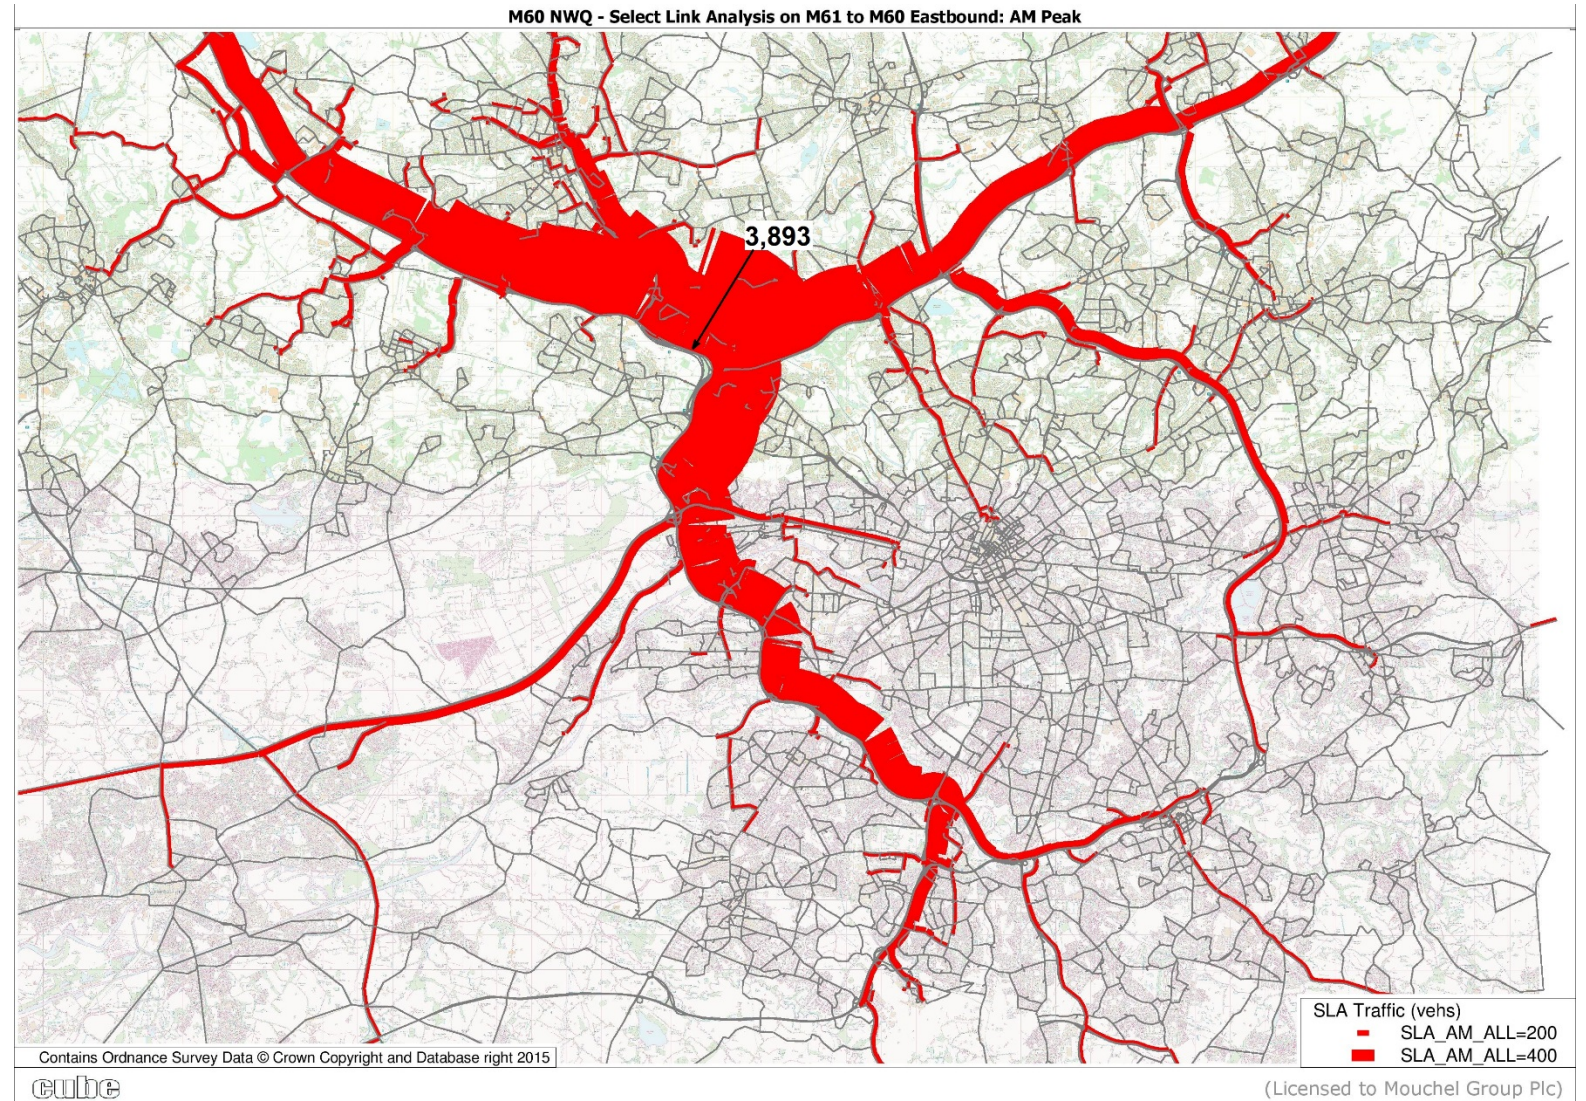 M60 NWQ - Select Link Analysis on M61 to M60 Eastbound: AM Peak
3,893
SLA Traffic (vehs)
SLA_AM_ALL=200
SLA_AM_ALL=400
Contains Ordnance Survey Data © Crown Copyright and Database right 2015
cube
(Licensed to Mouchel Group Plc)